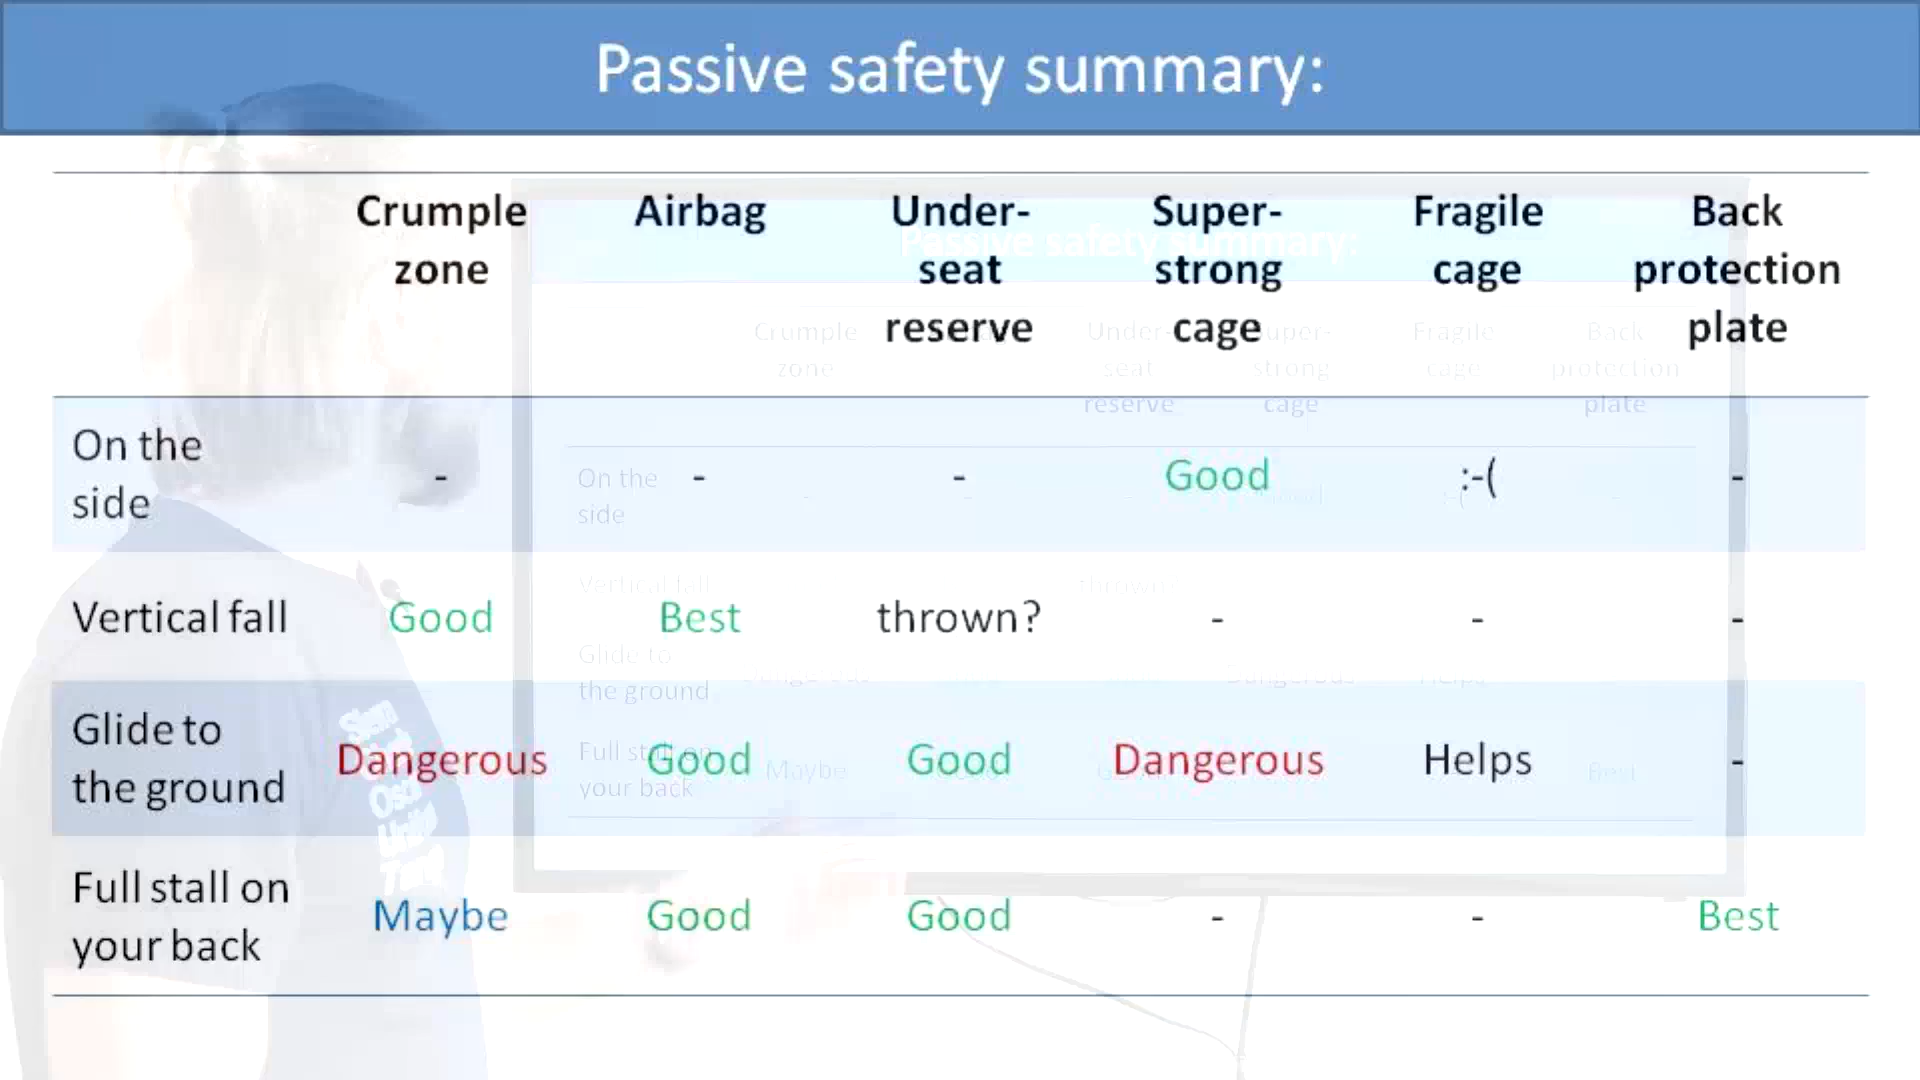 Passive safety summary:
Crumple zone Airbag Under-seat reserve Super-strong cage Fragile cage Back protection plate
On the side - - - Good :-( -
Vertical fall Good Best thrown? - - -
Glide to the ground Dangerous Good Good Dangerous Helps -
Full stall on your back Maybe Good Good - - Best